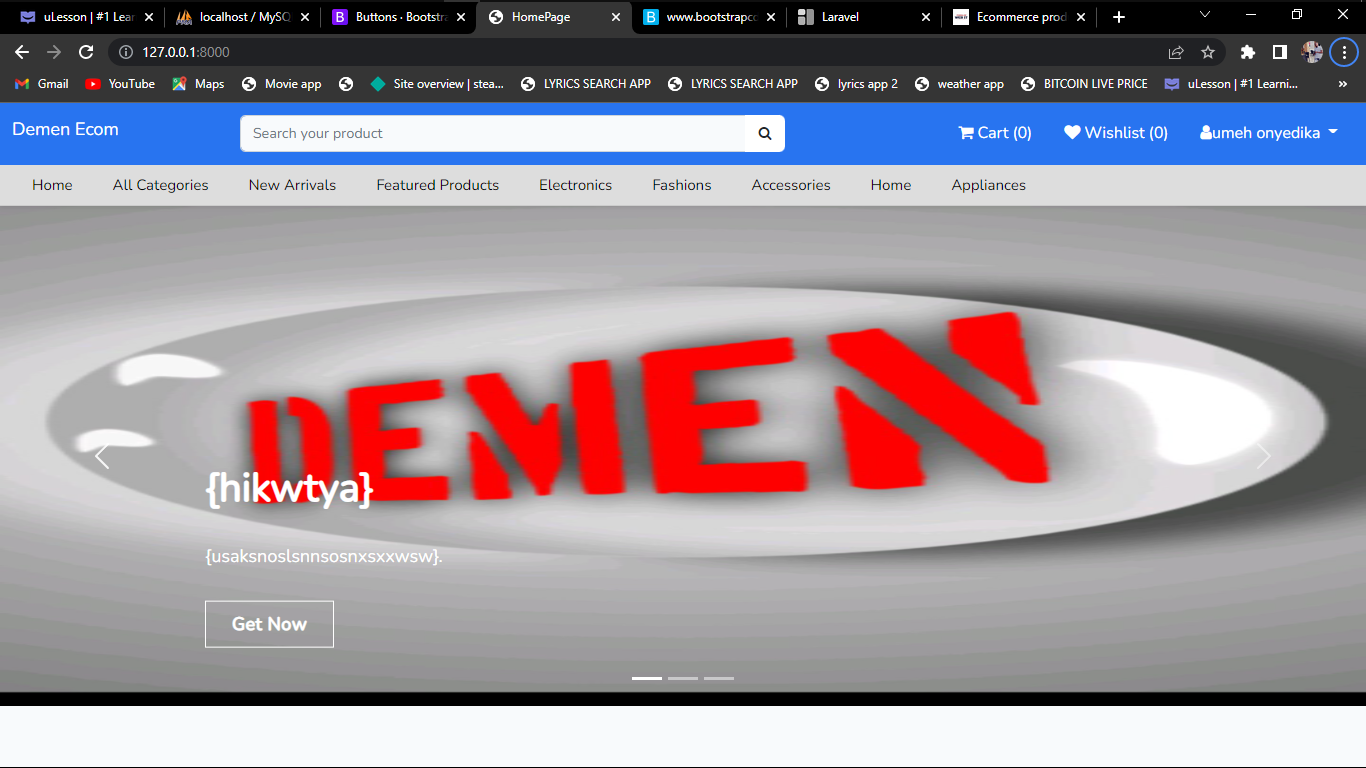 uLesson | #1 Lear
localhost / MySQ
Buttons · Bootstra
HomePage
www.bootstrapco
Laravel
Ecommerce prod
127.0.0.1:8000
Gmail
YouTube
Maps
Movie app
Site overview | stea...
LYRICS SEARCH APP
LYRICS SEARCH APP
lyrics app 2
weather app
BITCOIN LIVE PRICE
uLesson | #1 Learni...
Demen Ecom
Search your product
Cart (0)
Wishlist (0)
umeh onyedika
Home
All Categories
New Arrivals
Featured Products
Electronics
Fashions
Accessories
Home
Appliances
DEMEN
{hikwtya}
{usaksnoslsnnsosnxsxxwsw}.
Get Now